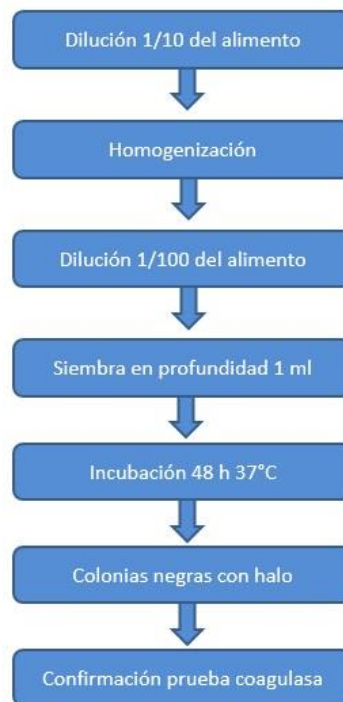 Dilución 1/10 del alimento
Homogenización
Dilución 1/100 del alimento
Siembra en profundidad 1 ml
Incubación 48 h 37°C
Colonias negras con halo
Confirmación prueba coagulasa